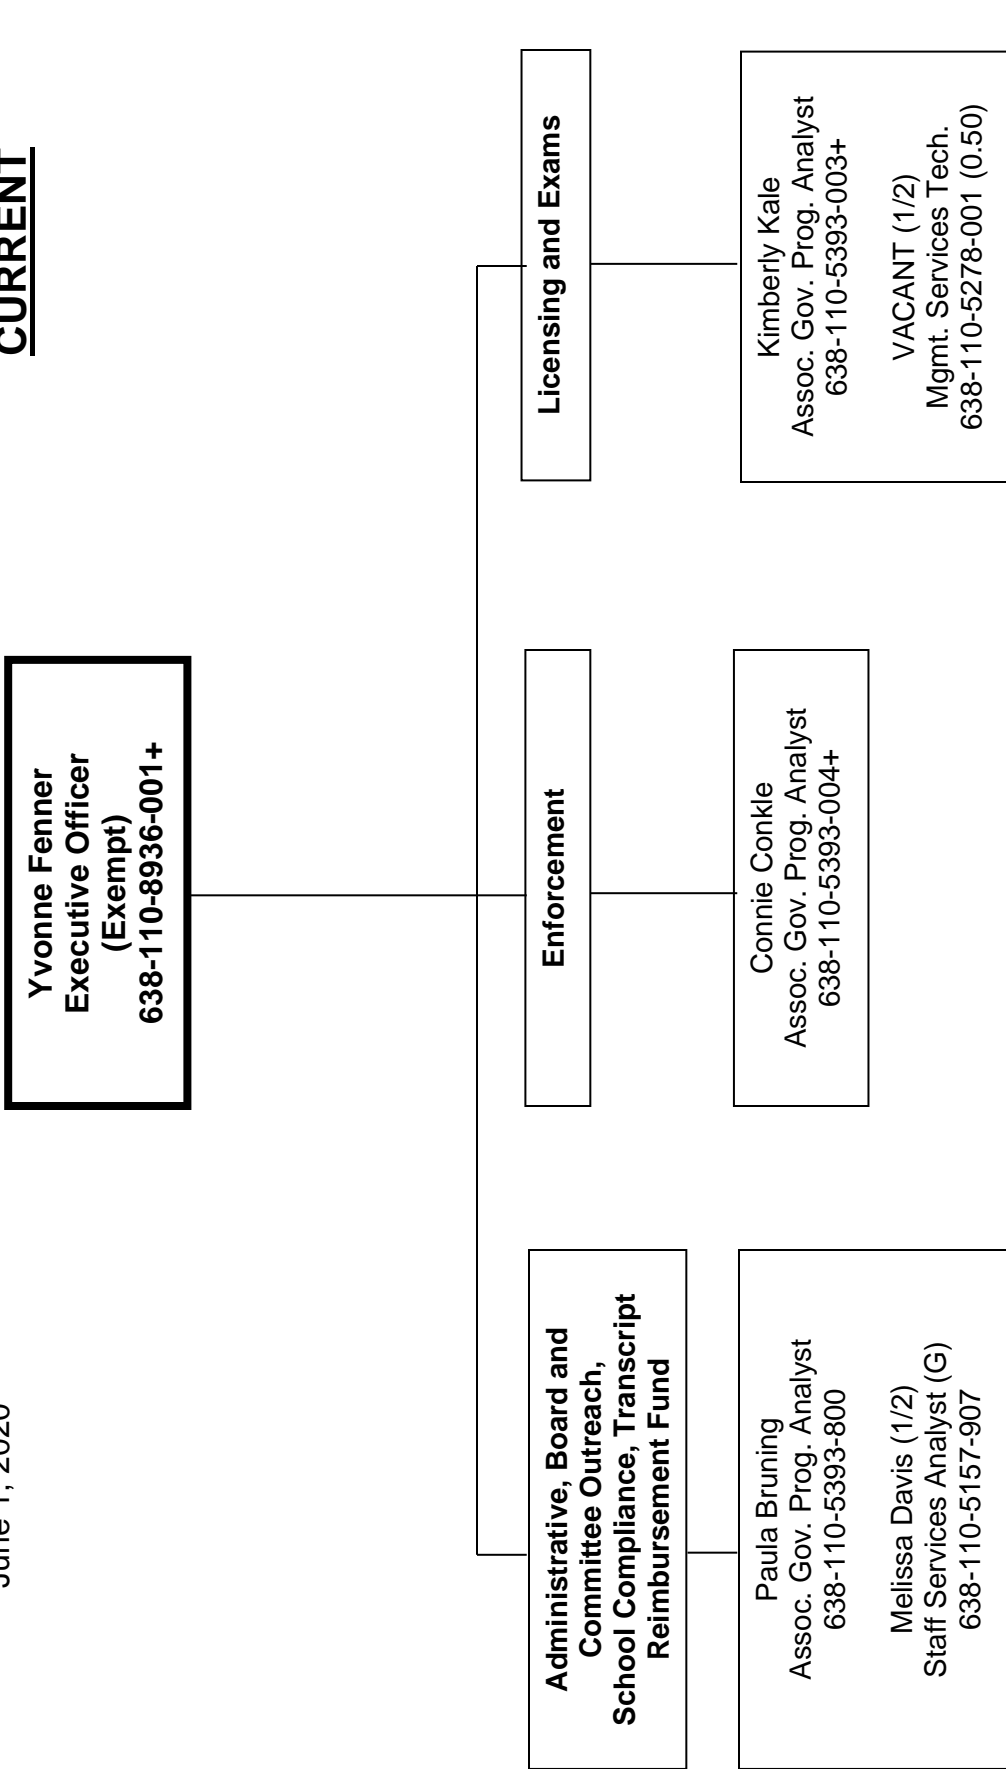 June 1, 2020
CURRENT
Yvonne Fenner
Executive Officer
(Exempt)
638-110-8936-001+
Administrative, Board and
Committee Outreach,
School Compliance, Transcript
Reimbursement Fund
Enforcement
Licensing and Exams
Paula Bruning
Assoc. Gov. Prog. Analyst
638-110-5393-800
Melissa Davis (1/2)
Staff Services Analyst (G)
638-110-5157-907
Connie Conkle
Assoc. Gov. Prog. Analyst
638-110-5393-004+
Kimberly Kale
Assoc. Gov. Prog. Analyst
638-110-5393-003+
VACANT (1/2)
Mgmt. Services Tech.
638-110-5278-001 (0.50)